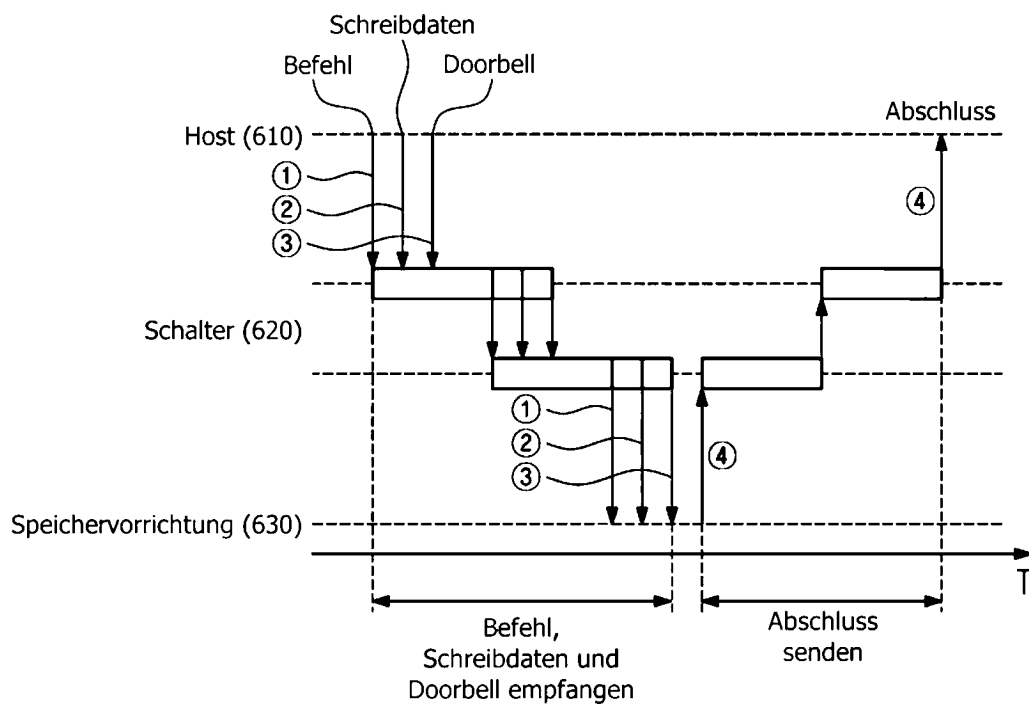 Schreibdaten
Befehl
Doorbell
Host (610)
Abschluss
①
②
③
④
Schalter (620)
①
②
③
④
Speichervorrichtung (630)
T
Befehl,
Schreibdaten und
Doorbell empfangen
Abschluss
senden